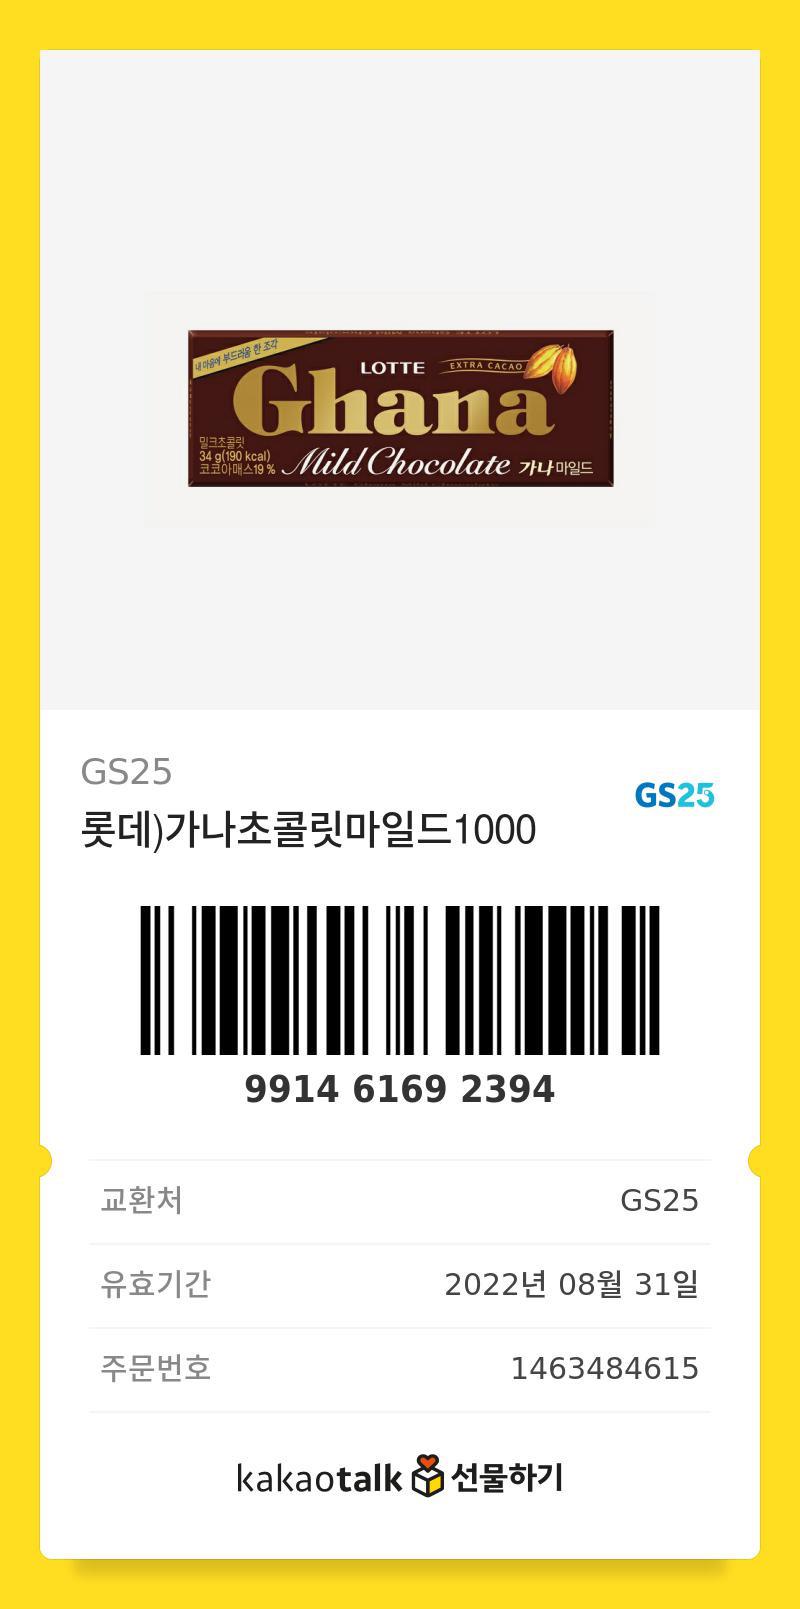 내 마음에 부드러움 한 조각
LOTTE
EXTRA CACAO
Ghana
밀크초콜릿
34 g(190 kcal)
코코아매스19 %
Mild Chocolate 가나마일드
GS25
GS25
롯데)가나초콜릿마일드1000
9914 6169 2394
교환처 GS25
유효기간 2022년 08월 31일
주문번호 1463484615
kakaotalk 선물하기